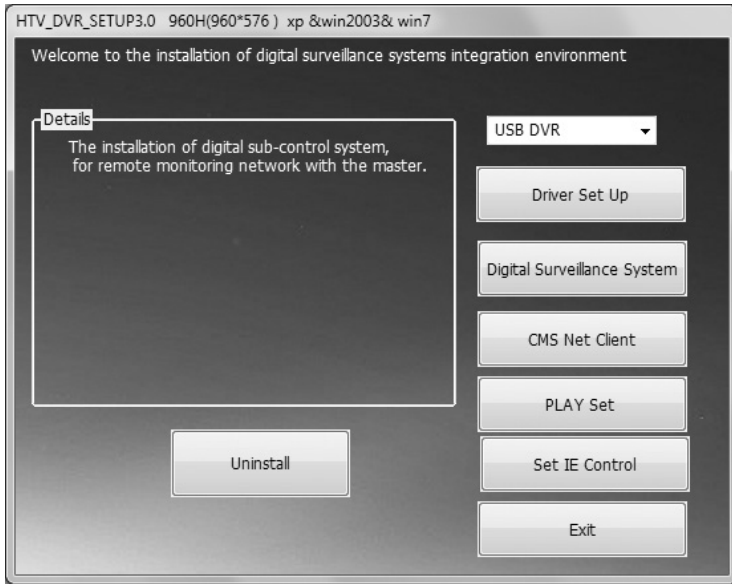 HTV_DVR_SETUP3.0 960H(960*576 ) xp &win2003& win7
Welcome to the installation of digital surveillance systems integration environment
Details
The installation of digital sub-control system,
for remote monitoring network with the master.
USB DVR
Driver Set Up
Digital Surveillance System
CMS Net Client
PLAY Set
Uninstall
Set IE Control
Exit